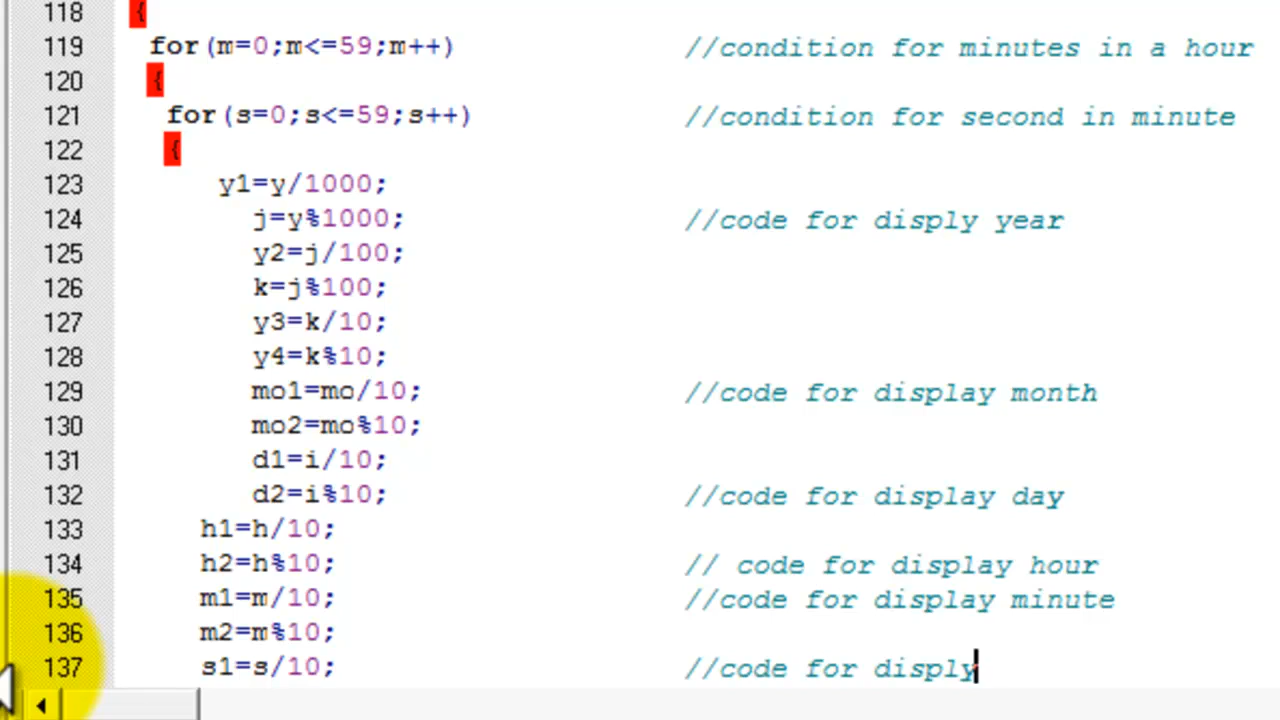 118 {
119 for(m=0;m<=59;m++) //condition for minutes in a hour
120 {
121 for(s=0;s<=59;s++) //condition for second in minute
122 {
123 y1=y/1000;
124 j=y%1000; //code for disply year
125 y2=j/100;
126 k=j%100;
127 y3=k/10;
128 y4=k%10;
129 mo1=mo/10; //code for display month
130 mo2=mo%10;
131 d1=i/10;
132 d2=i%10; //code for display day
133 h1=h/10;
134 h2=h%10; // code for display hour
135 m1=m/10; //code for display minute
136 m2=m%10;
137 s1=s/10; //code for disply